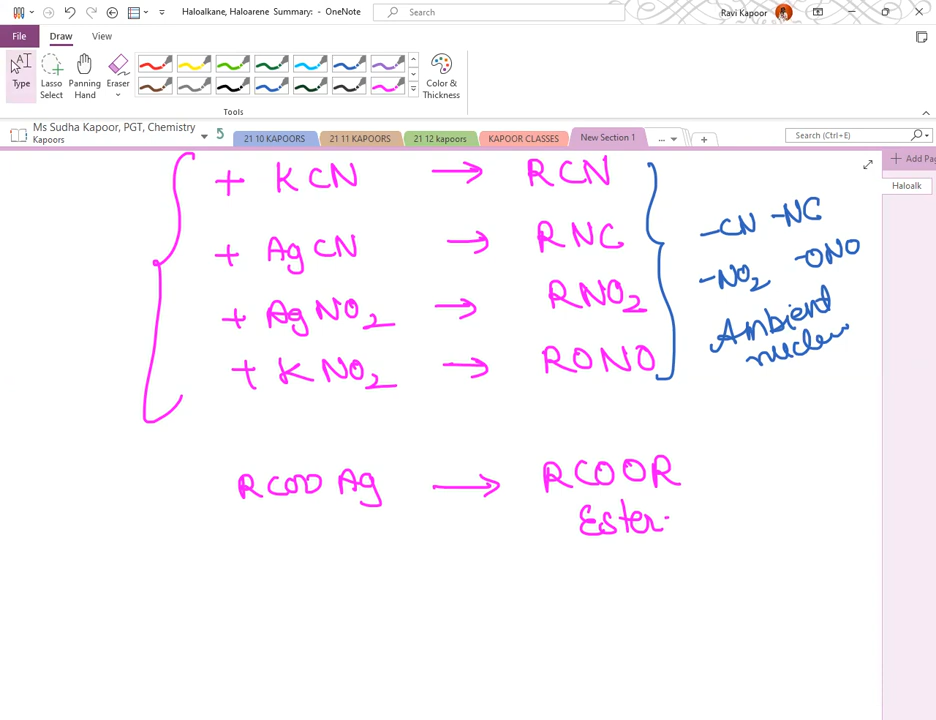 Haloalkane, Haloarene Summary: - OneNote
Search
Ravi Kapoor
File
Draw
View
Type
Lasso Select
Panning Hand
Eraser
Color & Thickness
Tools
Ms Sudha Kapoor, PGT, Chemistry
Kapoors
21 10 KAPOORS
21 11 KAPOORS
21 12 kapoors
KAPOOR CLASSES
New Section 1
...
Search (Ctrl+E)
Add Pag
Haloalk
+ KCN → RCN
+ AgCN → RNC
+ AgNO2 → RNO2
+ KNO2 → RONO
-CN -NC
-NO2 -ONO
Ambient
nucleo
RCOO Ag → RCOOR
Ester